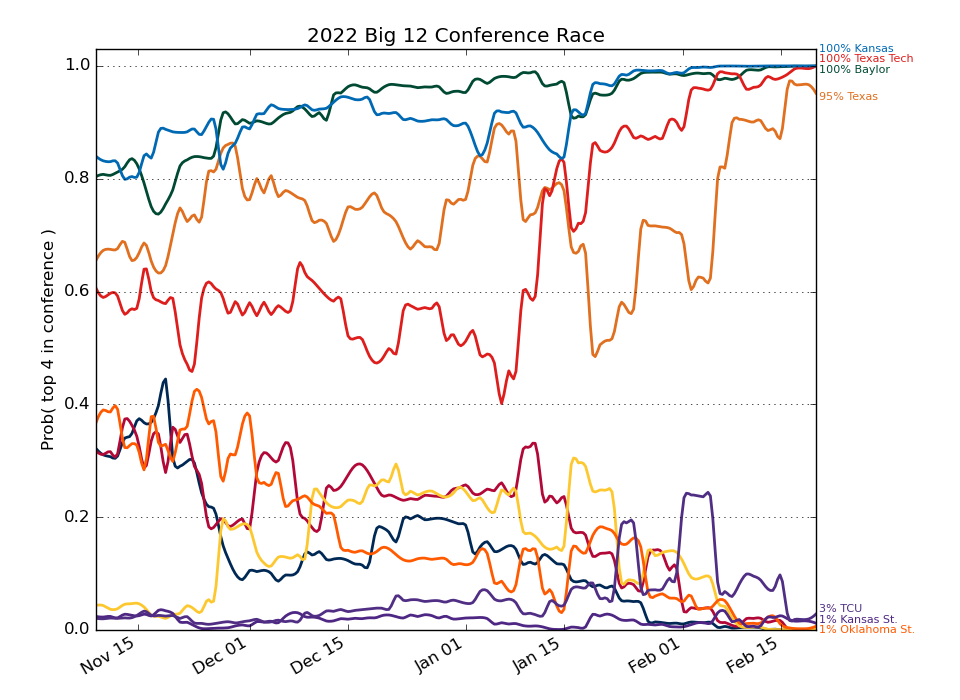 2022 Big 12 Conference Race
Prob( top 4 in conference )
1.0
0.8
0.6
0.4
0.2
0.0
Nov 15
Dec 01
Dec 15
Jan 01
Jan 15
Feb 01
Feb 15
100% Kansas
100% Texas Tech
100% Baylor
95% Texas
3% TCU
1% Kansas St.
1% Oklahoma St.